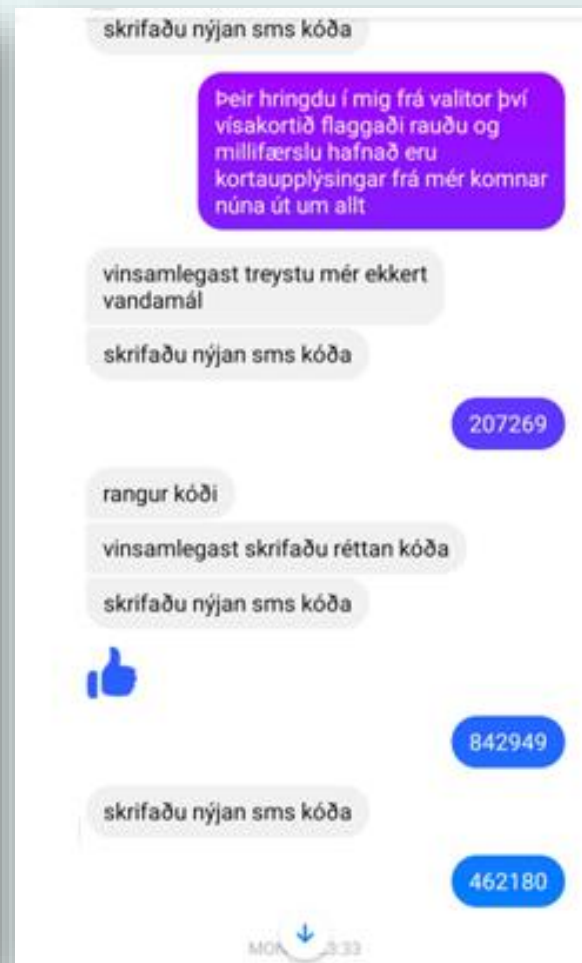 skrifaðu nýjan sms kóða
Þeir hringdu í mig frá valitor því
vísakortið flaggaði rauðu og
millifærslu hafnað eru
kortaupplýsingar frá mér komnar
núna út um allt
vinsamlegast treystu mér ekkert
vandamál
skrifaðu nýjan sms kóða
207269
rangur kóði
vinsamlegast skrifaðu réttan kóða
skrifaðu nýjan sms kóða
842949
skrifaðu nýjan sms kóða
462180